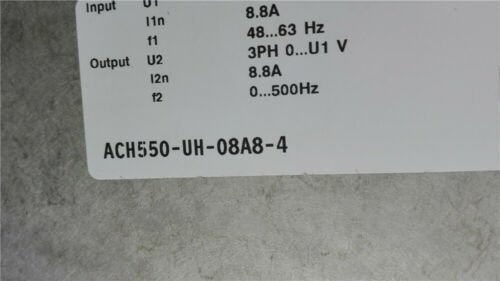 Input U1
I1n 8.8A
f1 48...63 Hz
Output U2 3PH 0...U1 V
I2n 8.8A
f2 0...500Hz
ACH550-UH-08A8-4